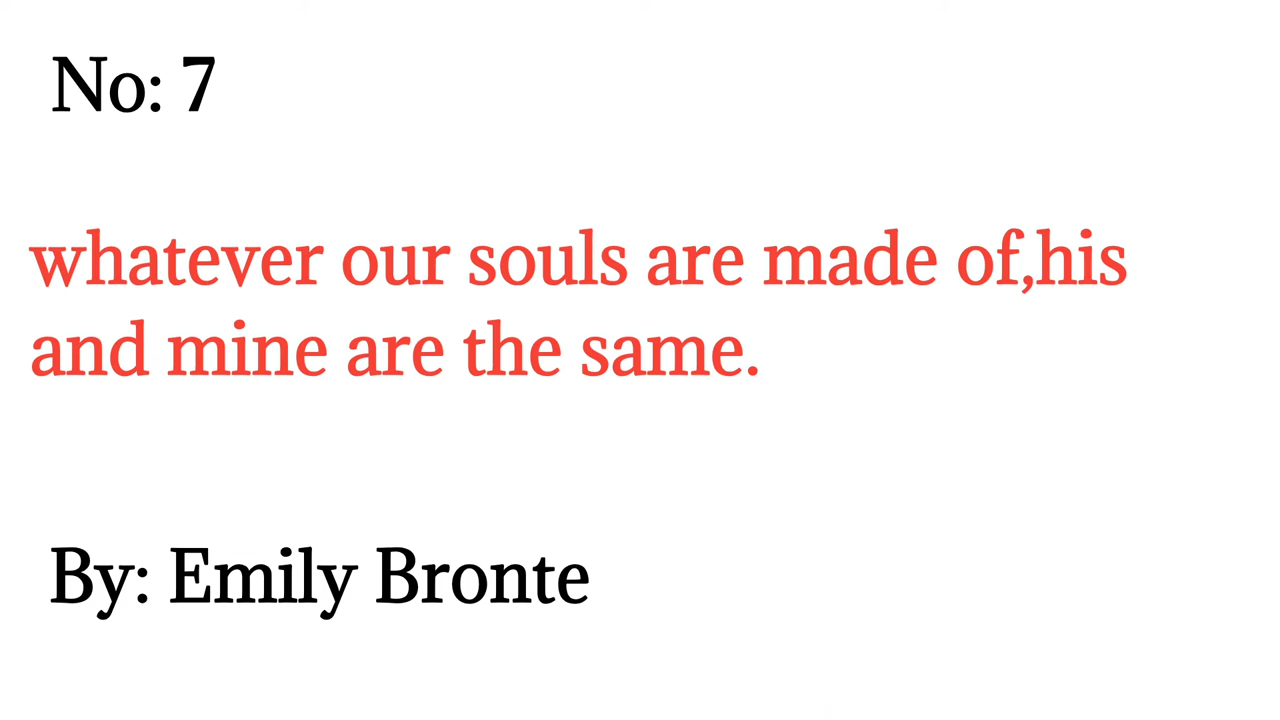 No: 7
whatever our souls are made of,his
and mine are the same.
By: Emily Bronte